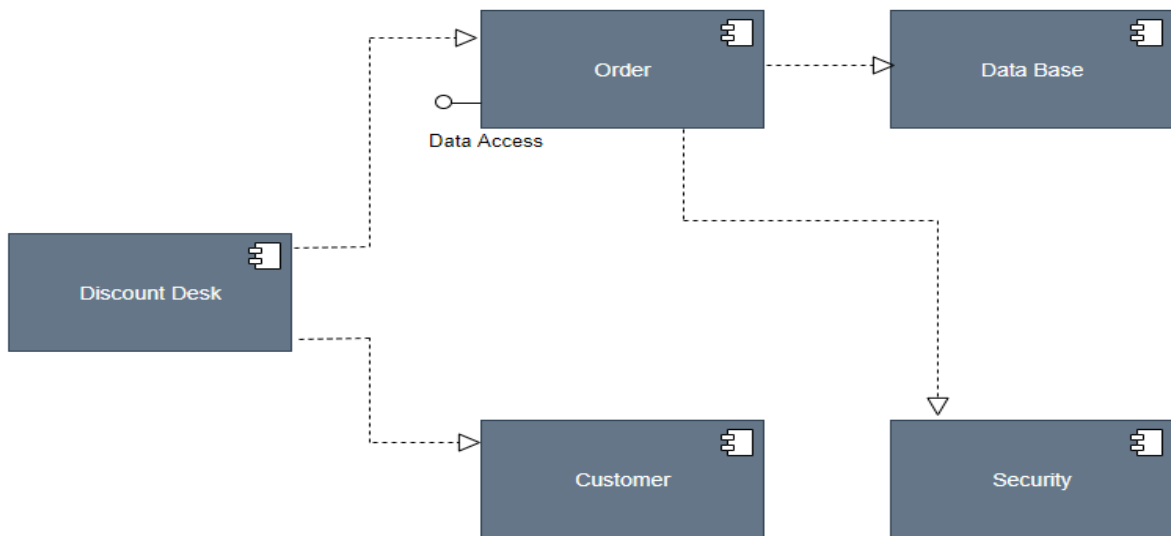 Order
Data Base
Data Access
Discount Desk
Customer
Security